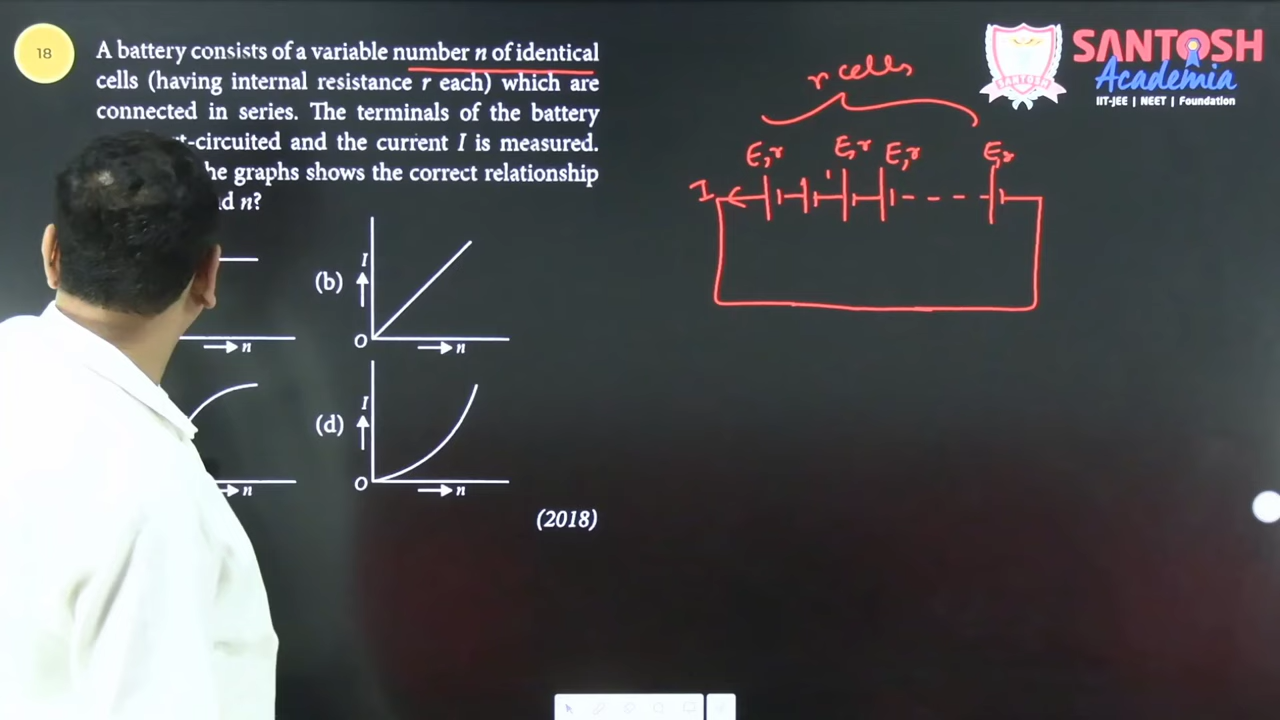 18
A battery consists of a variable number n of identical
cells (having internal resistance r each) which are
connected in series. The terminals of the battery
-circuited and the current I is measured.
graphs shows the correct relationship
n?
I
n
(b)
I
O
n
n
(d)
I
O
n
(2018)
r cells
E,r
E,r
E,r
E,r
I
SANTOSH
Academia
IIT-JEE | NEET | Foundation
SANTOSH